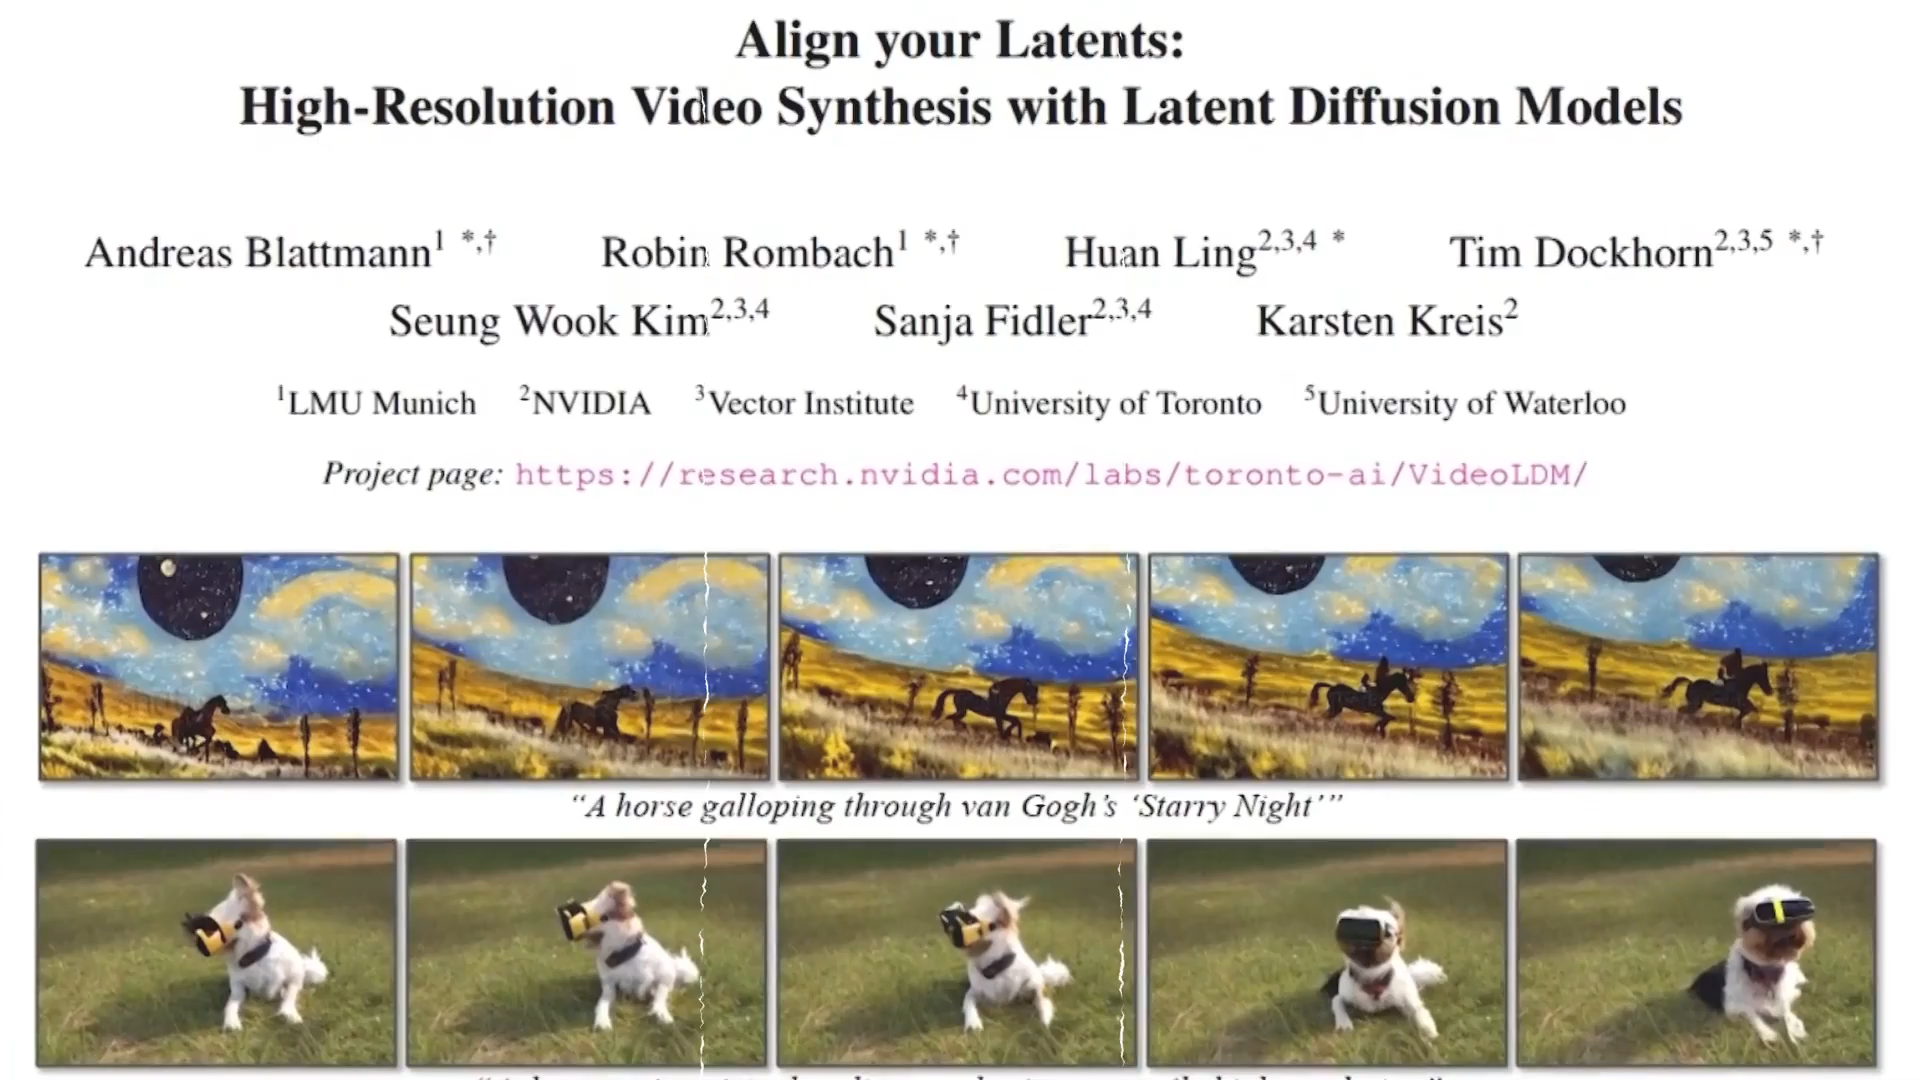 Align your Latents:
High-Resolution Video Synthesis with Latent Diffusion Models
Andreas Blattmann1 *,† Robin Rombach1 *,† Huan Ling2,3,4 * Tim Dockhorn2,3,5 *,†
Seung Wook Kim2,3,4 Sanja Fidler2,3,4 Karsten Kreis2
1LMU Munich 2NVIDIA 3Vector Institute 4University of Toronto 5University of Waterloo
Project page: https://research.nvidia.com/labs/toronto-ai/VideoLDM/
“A horse galloping through van Gogh’s ‘Starry Night’”